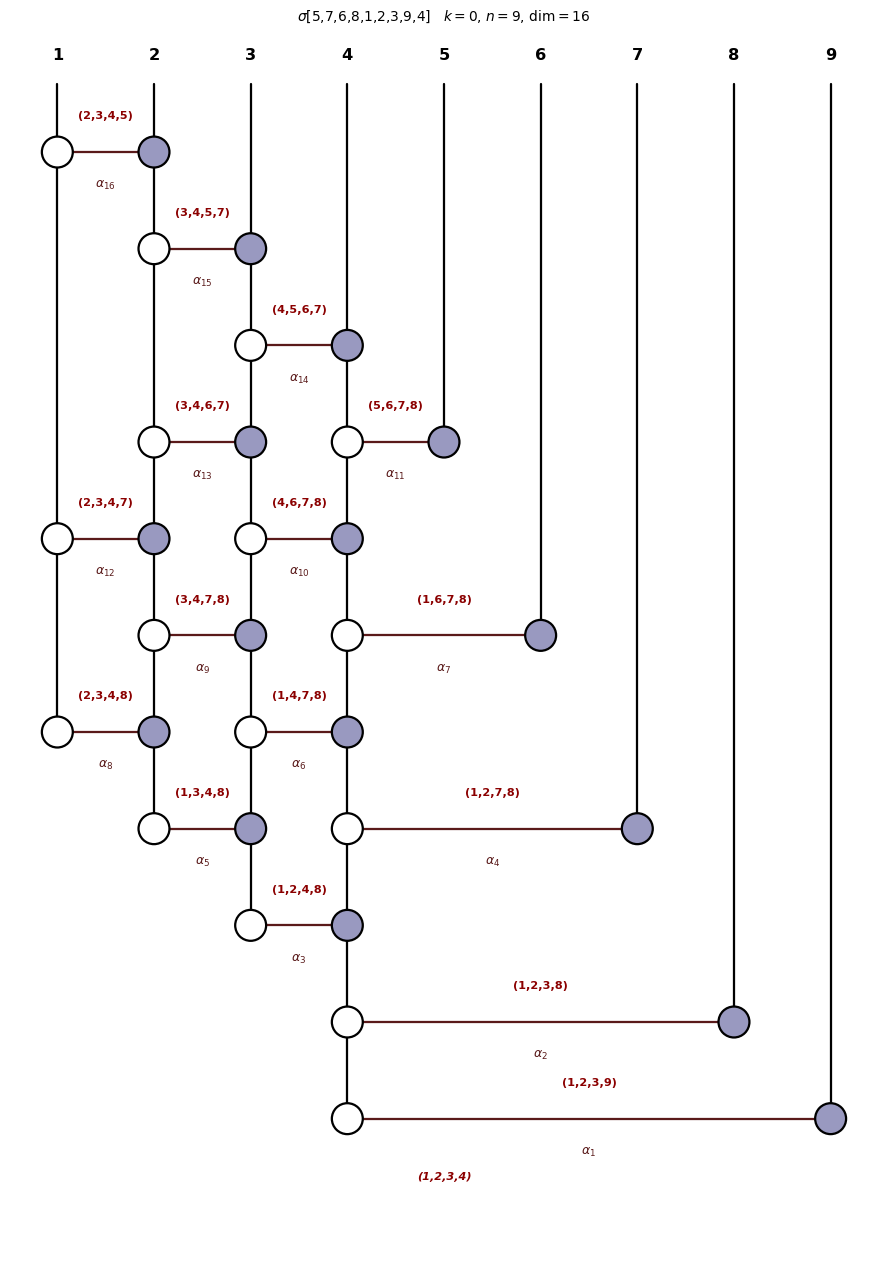 σ[5,7,6,8,1,2,3,9,4]   k = 0, n = 9, dim = 16
1 2 3 4 5 6 7 8 9
(2,3,4,5)
α₁₆
(3,4,5,7)
α₁₅
(4,5,6,7)
α₁₄
(3,4,6,7) (5,6,7,8)
α₁₃ α₁₁
(2,3,4,7) (4,6,7,8)
α₁₂ α₁₀
(3,4,7,8) (1,6,7,8)
α₉ α₇
(2,3,4,8) (1,4,7,8)
α₈ α₆
(1,3,4,8) (1,2,7,8)
α₅ α₄
(1,2,4,8)
α₃
(1,2,3,8)
α₂
(1,2,3,9)
α₁
(1,2,3,4)